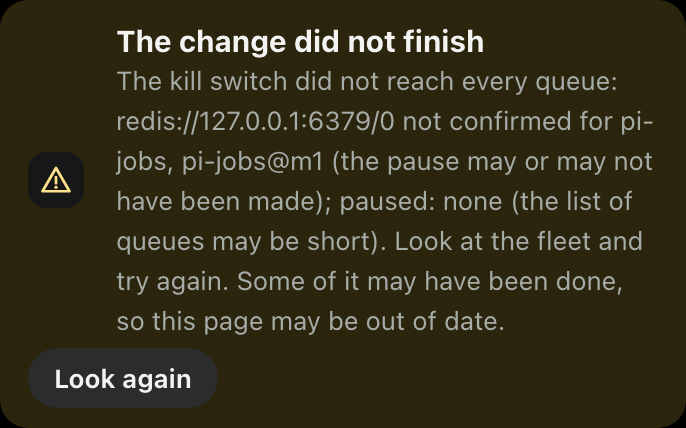 The change did not finish
The kill switch did not reach every queue:
redis://127.0.0.1:6379/0 not confirmed for pi-
jobs, pi-jobs@m1 (the pause may or may not
have been made); paused: none (the list of
queues may be short). Look at the fleet and
try again. Some of it may have been done,
so this page may be out of date.
Look again